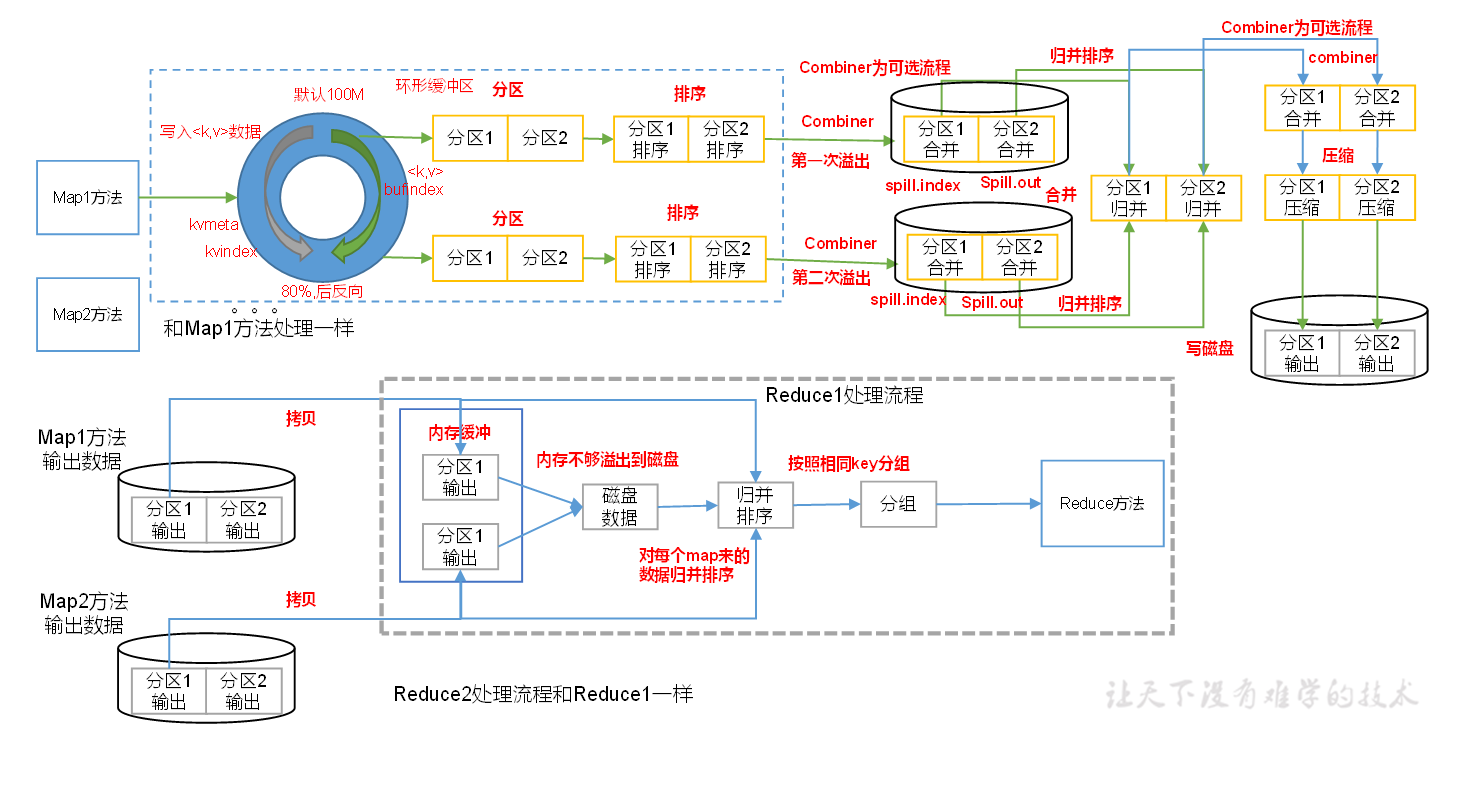 Combiner为可选流程
Combiner为可选流程
归并排序
combiner
默认100M
环形缓冲区
分区
排序
写入<k,v>数据
分区1
分区2
分区1
排序
分区2
排序
Combiner
第一次溢出
分区1
合并
分区2
合并
spill.index
Spill.out
分区1
合并
分区2
合并
压缩
Map1方法
<k,v>
bufindex
kvmeta
kvindex
80%,后反向
分区
排序
分区1
分区2
分区1
排序
分区2
排序
Combiner
第二次溢出
合并
分区1
合并
分区2
合并
spill.index
Spill.out
归并排序
分区1
归并
分区2
归并
分区1
压缩
分区2
压缩
Map2方法
。。。
和Map1方法处理一样
写磁盘
分区1
输出
分区2
输出
Reduce1处理流程
拷贝
Map1方法
输出数据
分区1
输出
分区2
输出
内存缓冲
分区1
输出
分区1
输出
内存不够溢出到磁盘
磁盘
数据
归并
排序
对每个map来的
数据归并排序
按照相同key分组
分组
Reduce方法
拷贝
Map2方法
输出数据
分区1
输出
分区2
输出
Reduce2处理流程和Reduce1一样
让天下没有难学的技术